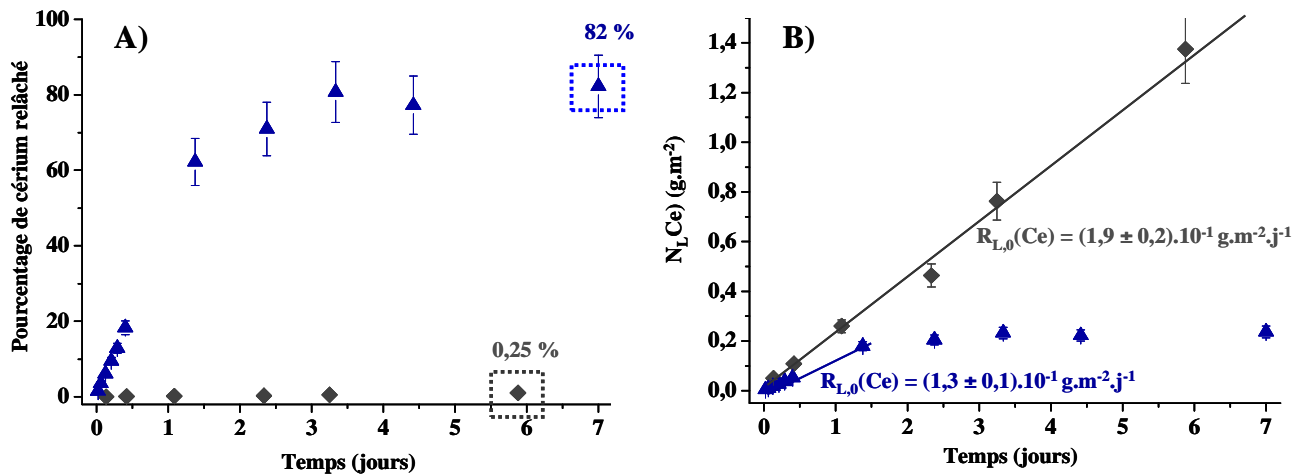 A)
82 %
Pourcentage de cérium relâché
100
80
60
40
20
0
0,25 %
0 1 2 3 4 5 6 7
Temps (jours)
B)
N_L Ce) (g.m⁻²)
1,4
1,2
1,0
0,8
0,6
0,4
0,2
0,0
R_L,0(Ce) = (1,9 ± 0,2).10⁻¹ g.m⁻².j⁻¹
R_L,0(Ce) = (1,3 ± 0,1).10⁻¹ g.m⁻².j⁻¹
0 1 2 3 4 5 6 7
Temps (jours)